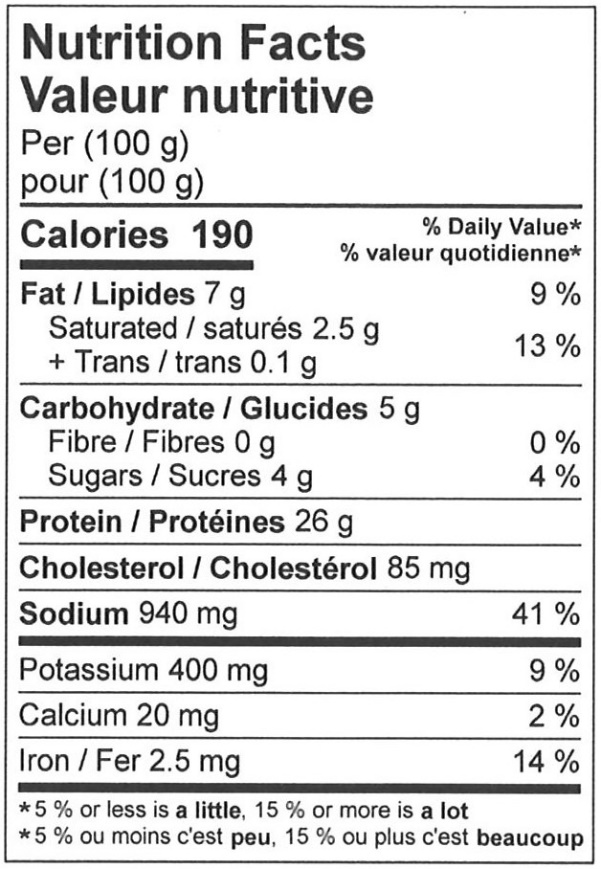 Nutrition Facts
Valeur nutritive
Per (100 g)
pour (100 g)
Calories 190
% Daily Value*
% valeur quotidienne*
Fat / Lipides 7 g 9 %
Saturated / saturés 2.5 g
+ Trans / trans 0.1 g
13 %
Carbohydrate / Glucides 5 g
Fibre / Fibres 0 g 0 %
Sugars / Sucres 4 g 4 %
Protein / Protéines 26 g
Cholesterol / Cholestérol 85 mg
Sodium 940 mg 41 %
Potassium 400 mg 9 %
Calcium 20 mg 2 %
Iron / Fer 2.5 mg 14 %
*5 % or less is a little, 15 % or more is a lot
*5 % ou moins c'est peu, 15 % ou plus c'est beaucoup